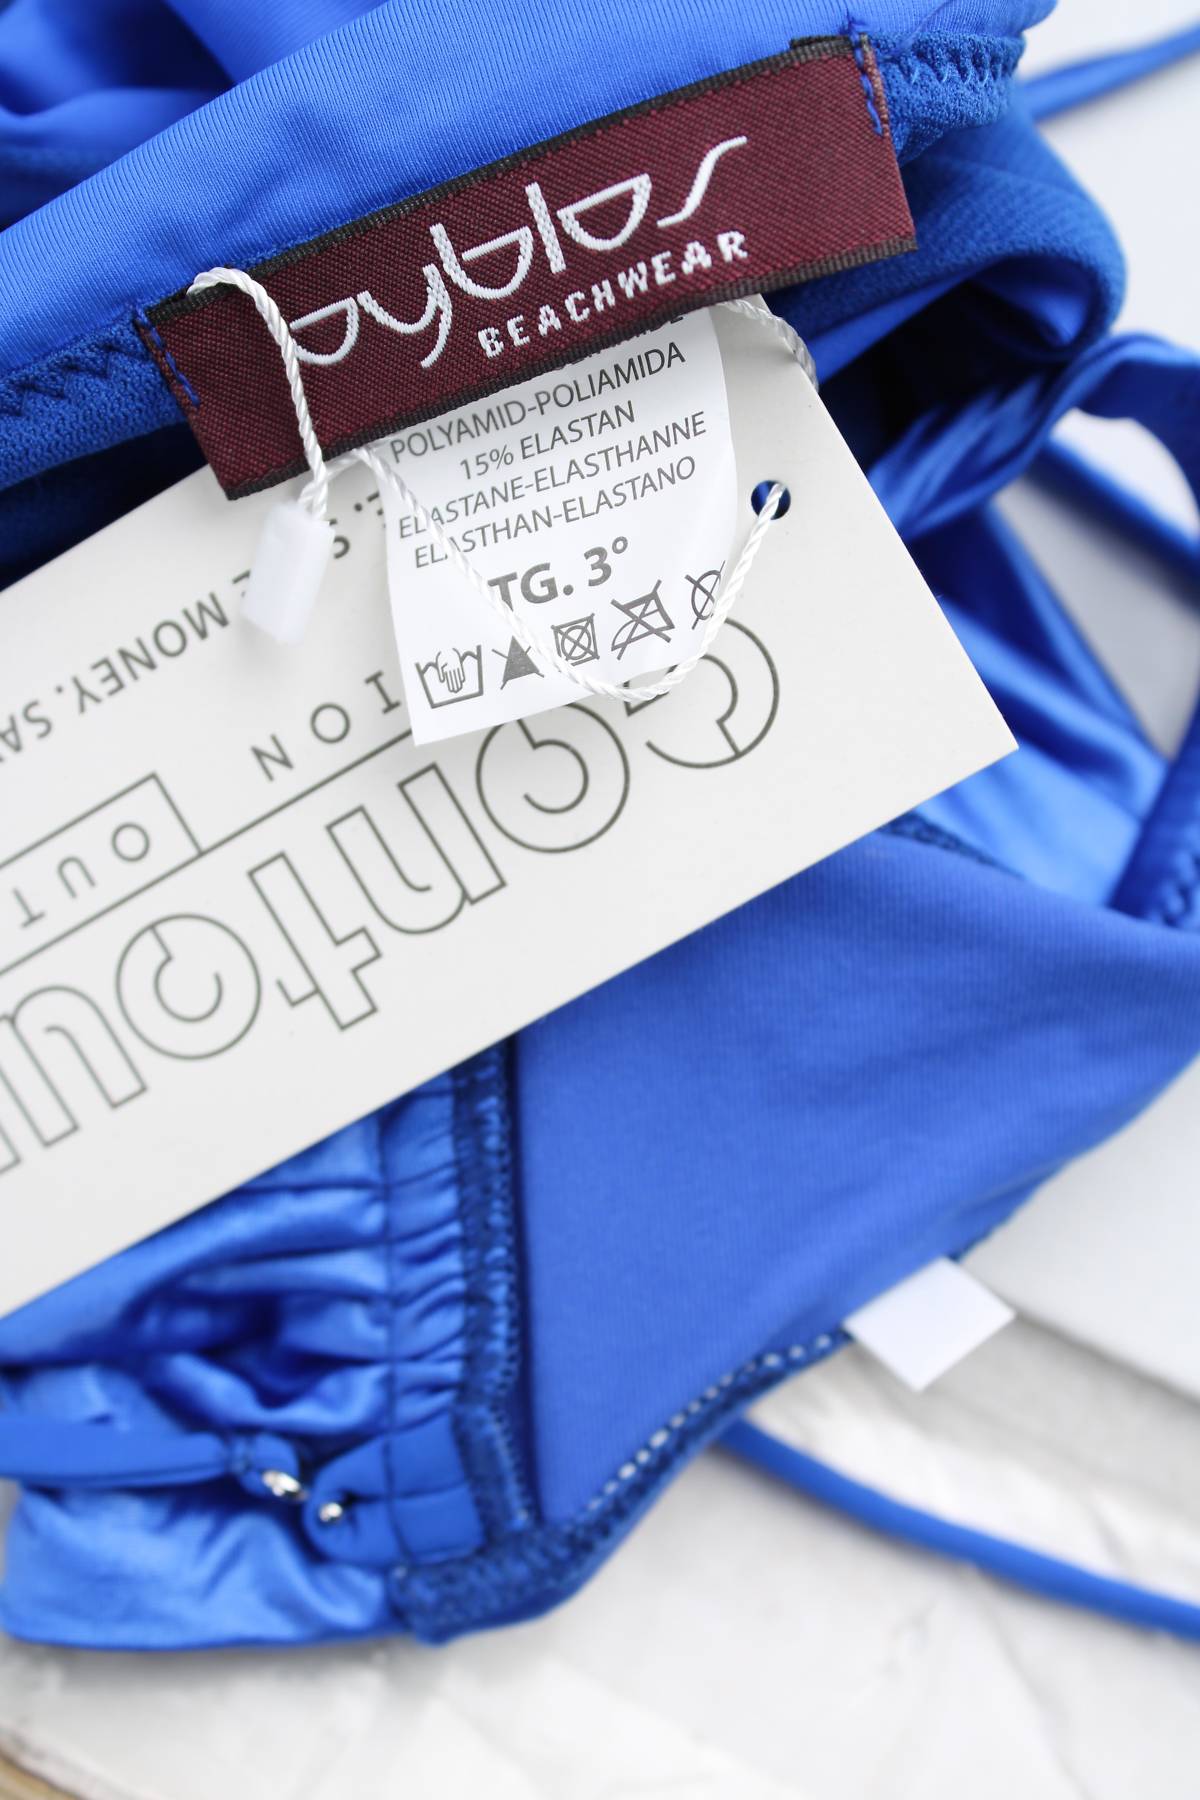 byblos
BEACHWEAR
POLYAMID-POLIAMIDA
15% ELASTAN
ELASTANE-ELASTHANNE
ELASTHAN-ELASTANO
TG. 3°
MONEY. SA
ION
OUT
Contou